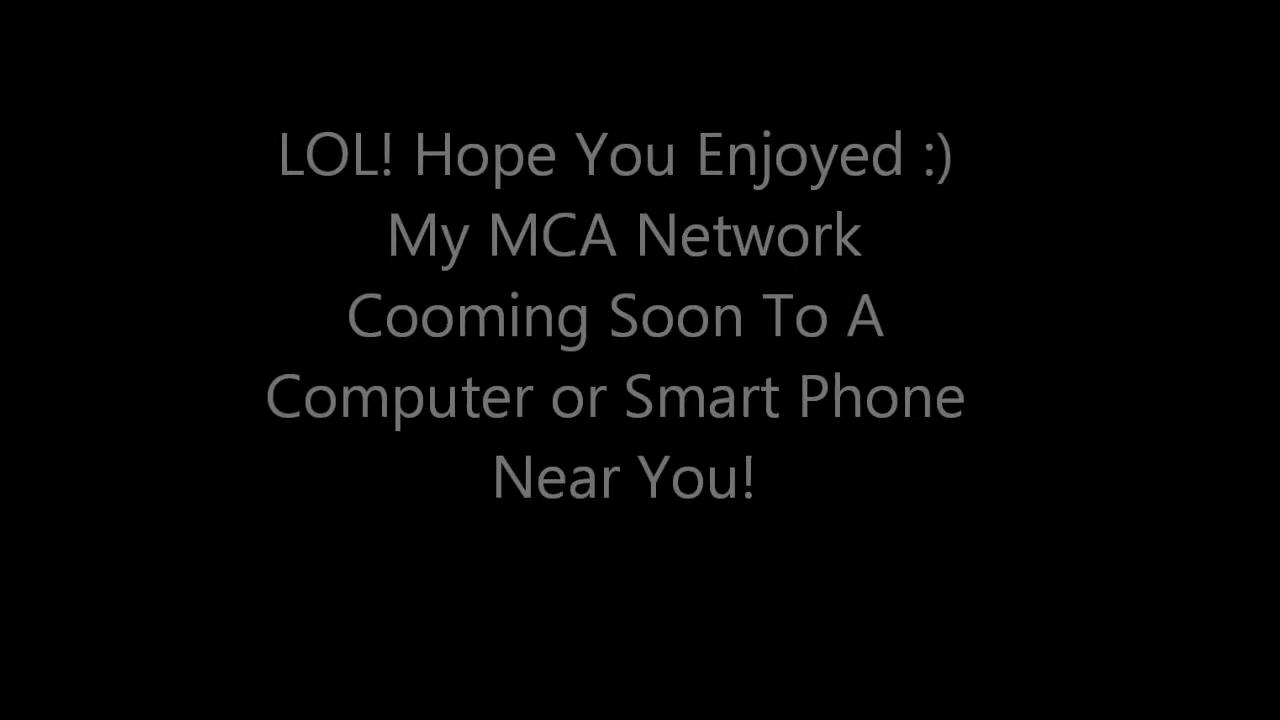 LOL! Hope You Enjoyed :)
My MCA Network
Cooming Soon To A
Computer or Smart Phone
Near You!